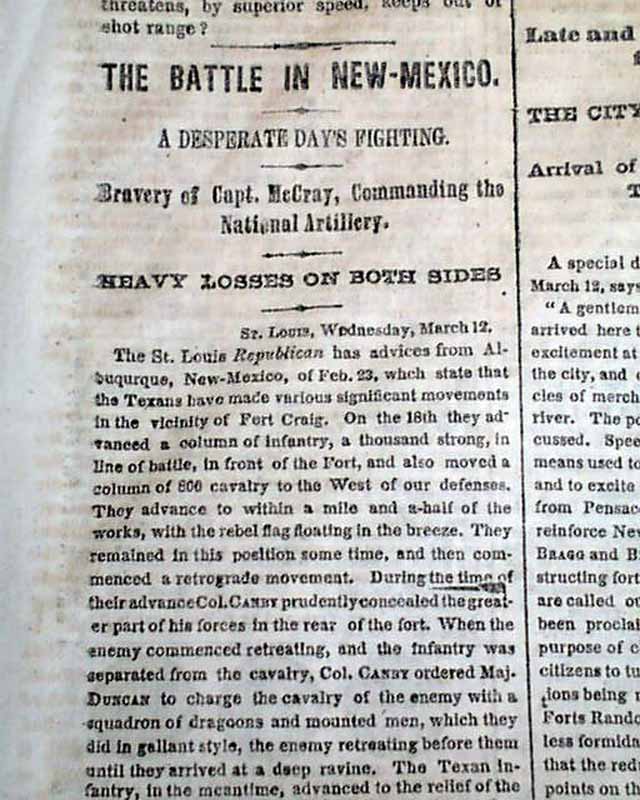 threatens, by superior speed, keeps out of
shot range?
THE BATTLE IN NEW-MEXICO.
A DESPERATE DAY'S FIGHTING.
Bravery of Capt. McCray, Commanding the
National Artillery.
HEAVY LOSSES ON BOTH SIDES
ST. LOUIS, Wednesday, March 12.
The St. Louis Republican has advices from Al-
buqurque, New-Mexico, of Feb. 23, whch state that
the Texans have made various significant movements
in the vicinity of Fort Craig. On the 18th they ad-
vanced a column of infantry, a thousand strong, in
line of battle, in front of the Fort, and also moved a
column of 600 cavalry to the West of our defenses.
They advance to within a mile and a-half of the
works, with the rebel flag floating in the breeze. They
remained in this position some time, and then com-
menced a retrograde movement. During the time of
their advance Col. CANBY prudently concealed the great-
er part of his forces in the rear of the fort. When the
enemy commenced retreating, and the infantry was
separated from the cavalry, Col. CANBY ordered Maj.
DUNCAN to charge the cavalry of the enemy with a
squadron of dragoons and mounted men, which they
did in gallant style, the enemy retreating before them
until they arrived at a deep ravine. The Texan in-
fantry, in the meantime, advanced to the relief of the
Late and
THE CITY
Arrival of
A special d
March 12, says
"A gentlem
arrived here t
excitement at
the city, and
cles of merch
river. The po
cussed. Spee
means used to
and to excite
from Pensac
reinforce New
BRAGG and B
structing fort
are called ou
been proclai
purpose of c
citizens to tu
tions being
Forts Rando
less formida
that the red
points on th